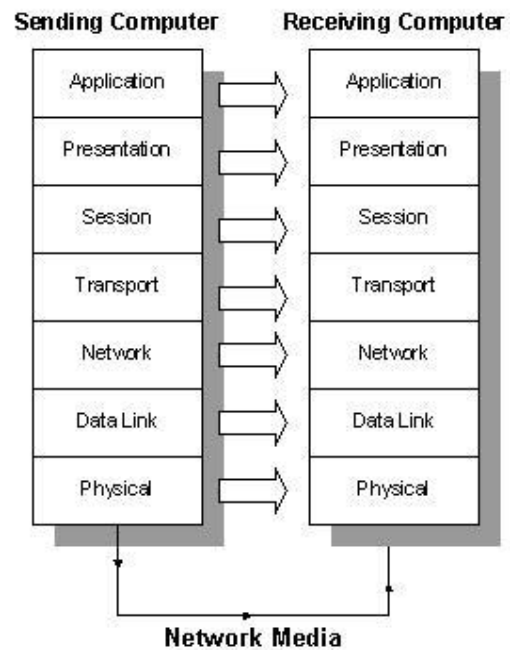 Sending Computer Receiving Computer
Application Application
Presentation Presentation
Session Session
Transport Transport
Network Network
Data Link Data Link
Physical Physical
Network Media